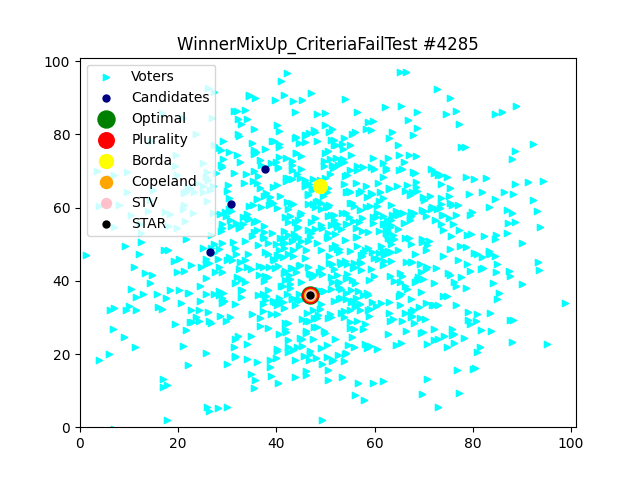 WinnerMixUp_CriteriaFailTest #4285
100
80
60
40
20
0
Voters
Candidates
Optimal
Plurality
Borda
Copeland
STV
STAR
0 20 40 60 80 100